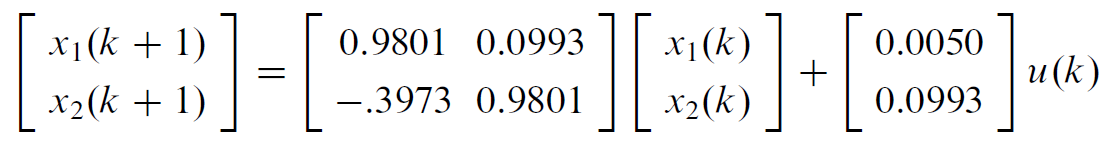 x₁(k + 1) = 0.9801 0.0993 x₁(k) + 0.0050 u(k)
x₂(k + 1) −.3973 0.9801 x₂(k) 0.0993